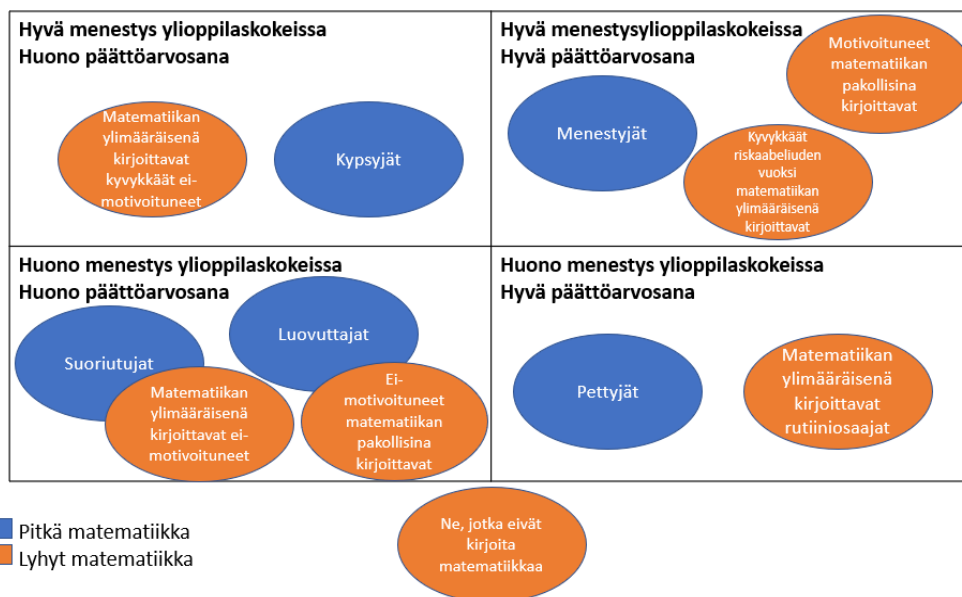 Hyvä menestys ylioppilaskokeissa
Huono päättöarvosana
Matematiikan
ylimääräisenä
kirjoittavat
kyvykkäät ei-
motivoituneet
Kypsyjät
Hyvä menestysylioppilaskokeissa
Hyvä päättöarvosana
Motivoituneet
matematiikan
pakollisina
kirjoittavat
Menestyjät
Kyvykkäät
riskaabeliuden
vuoksi
matematiikan
ylimääräisenä
kirjoittavat
Huono menestys ylioppilaskokeissa
Huono päättöarvosana
Luovuttajat
Suoriutujat
Matematiikan
ylimääräisenä
kirjoittavat ei-
motivoituneet
Ei-
motivoituneet
matematiikan
pakollisina
kirjoittavat
Huono menestys ylioppilaskokeissa
Hyvä päättöarvosana
Pettyjät
Matematiikan
ylimääräisenä
kirjoittavat
rutiiniosaajat
Pitkä matematiikka
Lyhyt matematiikka
Ne, jotka eivät
kirjoita
matematiikkaa